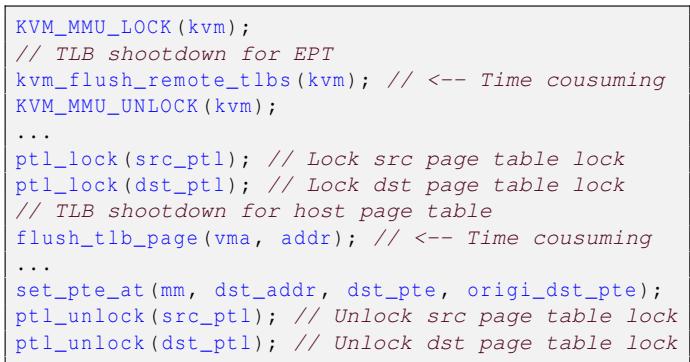 KVM_MMU_LOCK(kvm);
// TLB shootdown for EPT
kvm_flush_remote_tlbs(kvm); // <-- Time cousuming
KVM_MMU_UNLOCK(kvm);
...
ptl_lock(src_ptl); // Lock src page table lock
ptl_lock(dst_ptl); // Lock dst page table lock
// TLB shootdown for host page table
flush_tlb_page(vma, addr); // <-- Time cousuming
...
set_pte_at(mm, dst_addr, dst_pte, origi_dst_pte);
ptl_unlock(src_ptl); // Unlock src page table lock
ptl_unlock(dst_ptl); // Unlock dst page table lock